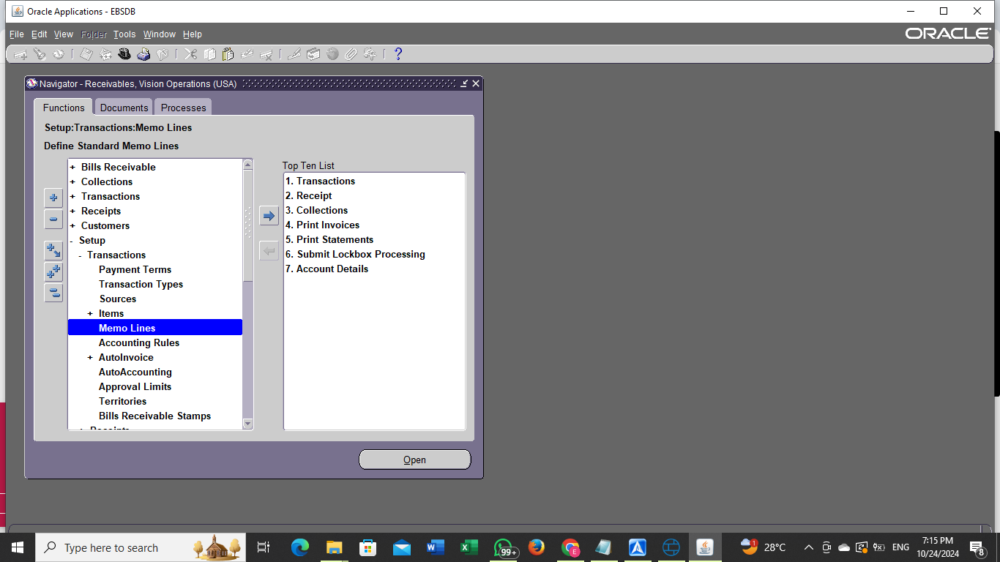 Oracle Applications - EBSDB
File Edit View Folder Tools Window Help
ORACLE
?
Navigator - Receivables, Vision Operations (USA)
Functions Documents Processes
Setup:Transactions:Memo Lines
Define Standard Memo Lines
+ Bills Receivable
+ Collections
+ Transactions
+ Receipts
+ Customers
- Setup
- Transactions
Payment Terms
Transaction Types
Sources
+ Items
Memo Lines
Accounting Rules
+ AutoInvoice
AutoAccounting
Approval Limits
Territories
Bills Receivable Stamps
Top Ten List
1. Transactions
2. Receipt
3. Collections
4. Print Invoices
5. Print Statements
6. Submit Lockbox Processing
7. Account Details
Open
Type here to search
99+
E
1
28°C
ENG
7:15 PM
10/24/2024
8